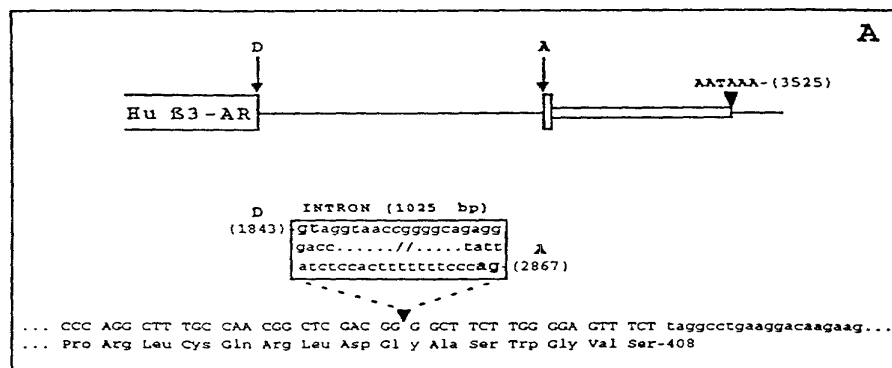 A
D A
AATAAA-(3525)
Hu ß3-AR
D INTRON (1025 bp)
(1843) gtaggtaaccggggcagagg
gacc......//.....tatt A
atctccacttttttttcccag (2867)
... CCC AGG CTT TGC CAA CGG CTC GAC GG G GCT TCT TGG GGA GTT TCT taggcctgaaggacaagaag...
... Pro Arg Leu Cys Gln Arg Leu Asp Gl y Ala Ser Trp Gly Val Ser-408